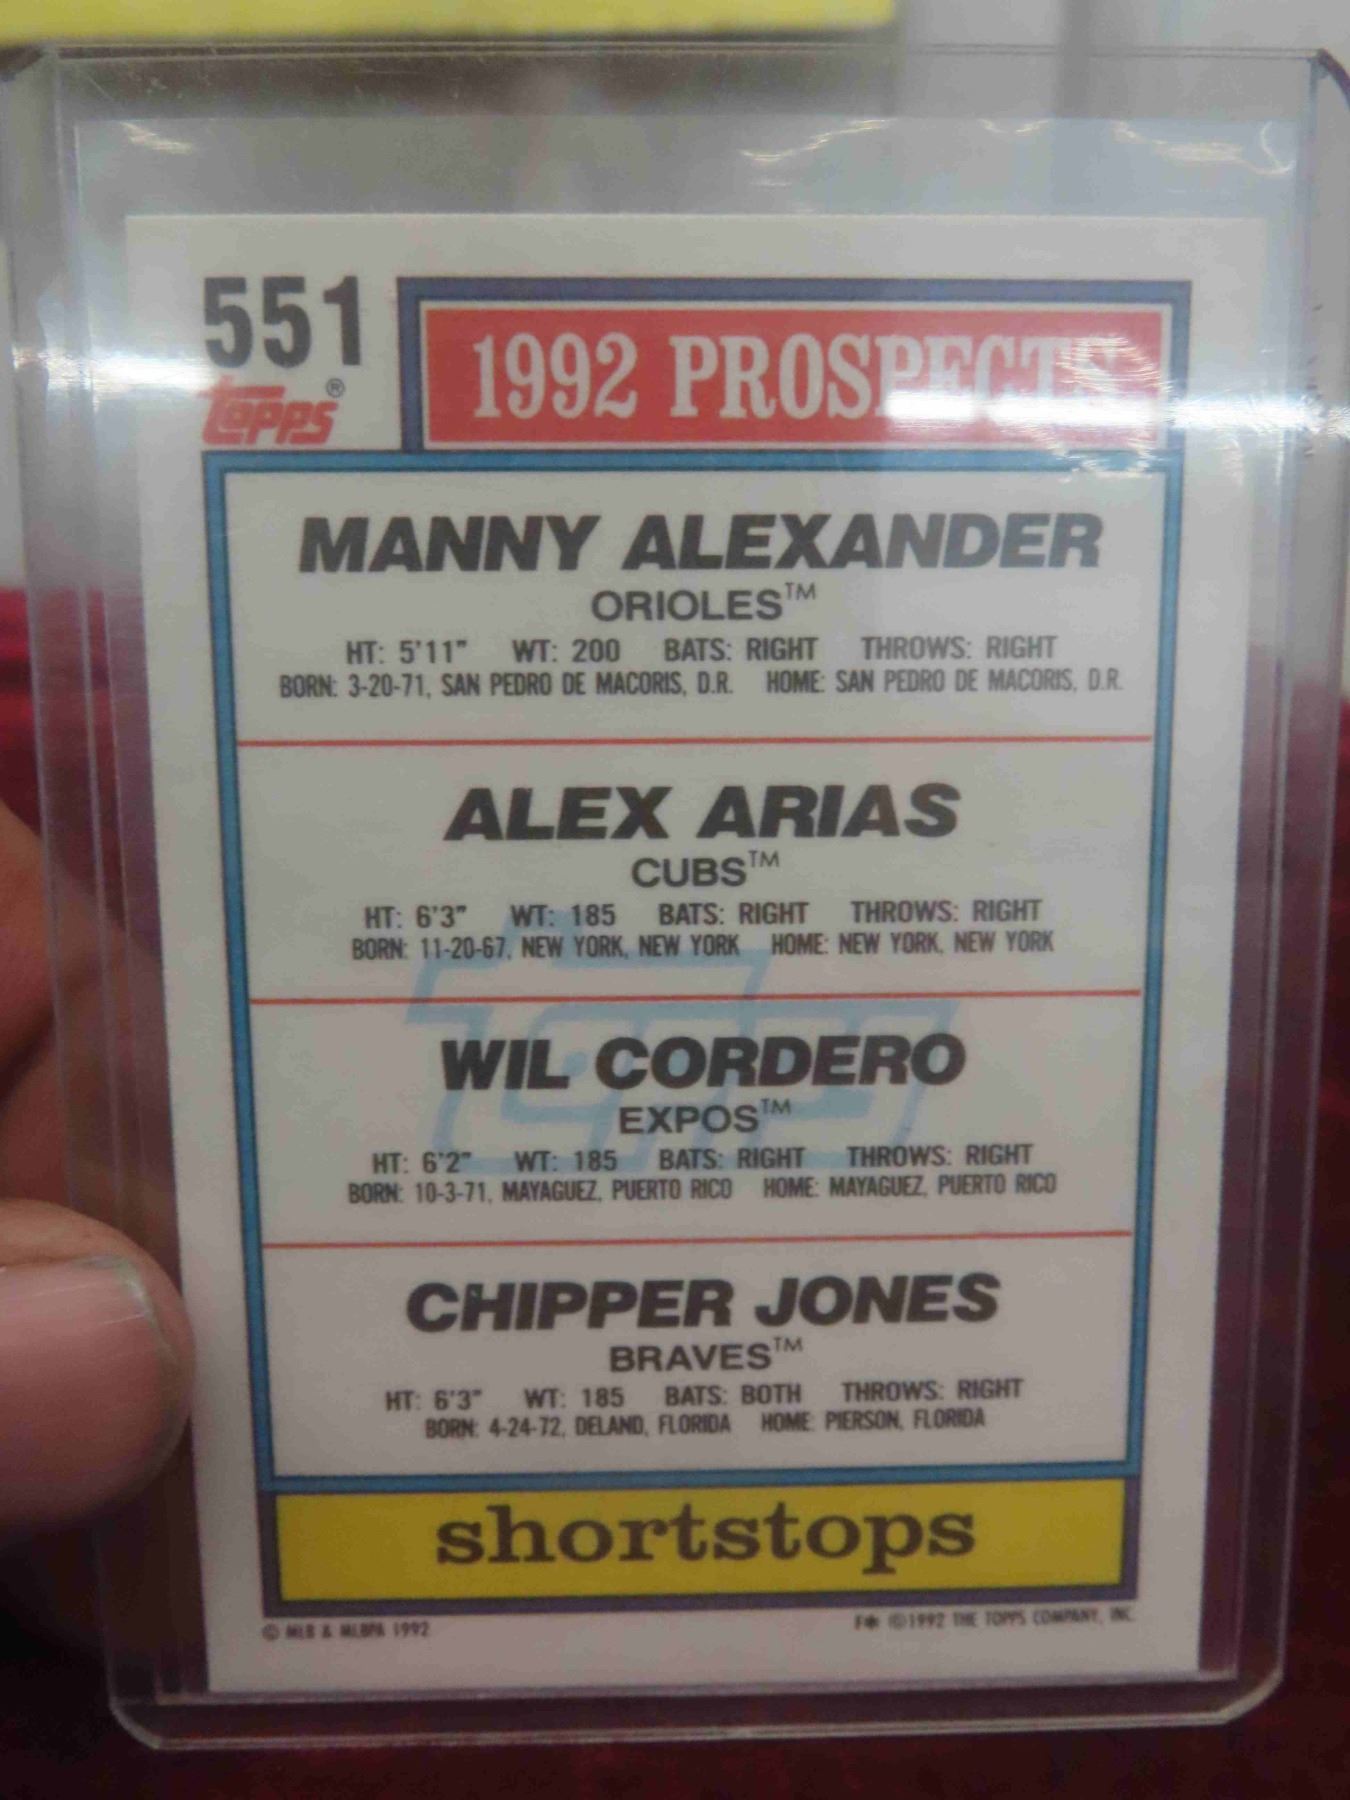 551
Topps®
1992 PROSPECTS
MANNY ALEXANDER
ORIOLES™
HT: 5'11" WT: 200 BATS: RIGHT THROWS: RIGHT
BORN: 3-20-71, SAN PEDRO DE MACORIS, D.R. HOME: SAN PEDRO DE MACORIS, D.R.
ALEX ARIAS
CUBS™
HT: 6'3" WT: 185 BATS: RIGHT THROWS: RIGHT
BORN: 11-20-67, NEW YORK, NEW YORK HOME: NEW YORK, NEW YORK
WIL CORDERO
EXPOS™
HT: 6'2" WT: 185 BATS: RIGHT THROWS: RIGHT
BORN: 10-3-71, MAYAGUEZ, PUERTO RICO HOME: MAYAGUEZ, PUERTO RICO
CHIPPER JONES
BRAVES™
HT: 6'3" WT: 185 BATS: BOTH THROWS: RIGHT
BORN: 4-24-72, DELAND, FLORIDA HOME: PIERSON, FLORIDA
shortstops
© MLB & MLBPA 1992
F✽ ©1992 THE TOPPS COMPANY, INC.